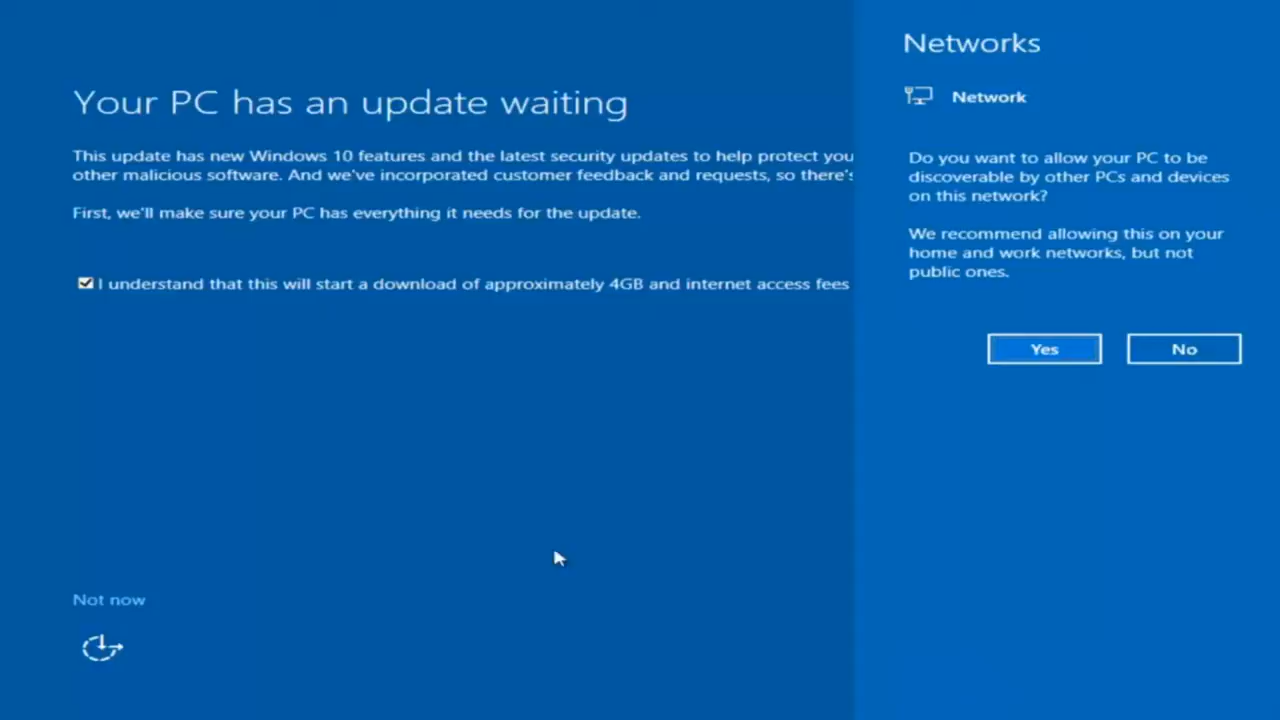 Your PC has an update waiting
This update has new Windows 10 features and the latest security updates to help protect you
other malicious software. And we've incorporated customer feedback and requests, so there's
First, we'll make sure your PC has everything it needs for the update.
I understand that this will start a download of approximately 4GB and internet access fees
Not now
Networks
Network
Do you want to allow your PC to be
discoverable by other PCs and devices
on this network?
We recommend allowing this on your
home and work networks, but not
public ones.
Yes
No